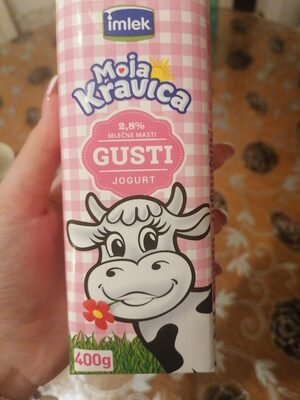 imlek
Moja
Kravica
2,8%
MLEČNE MASTI
GUSTI
JOGURT
400g